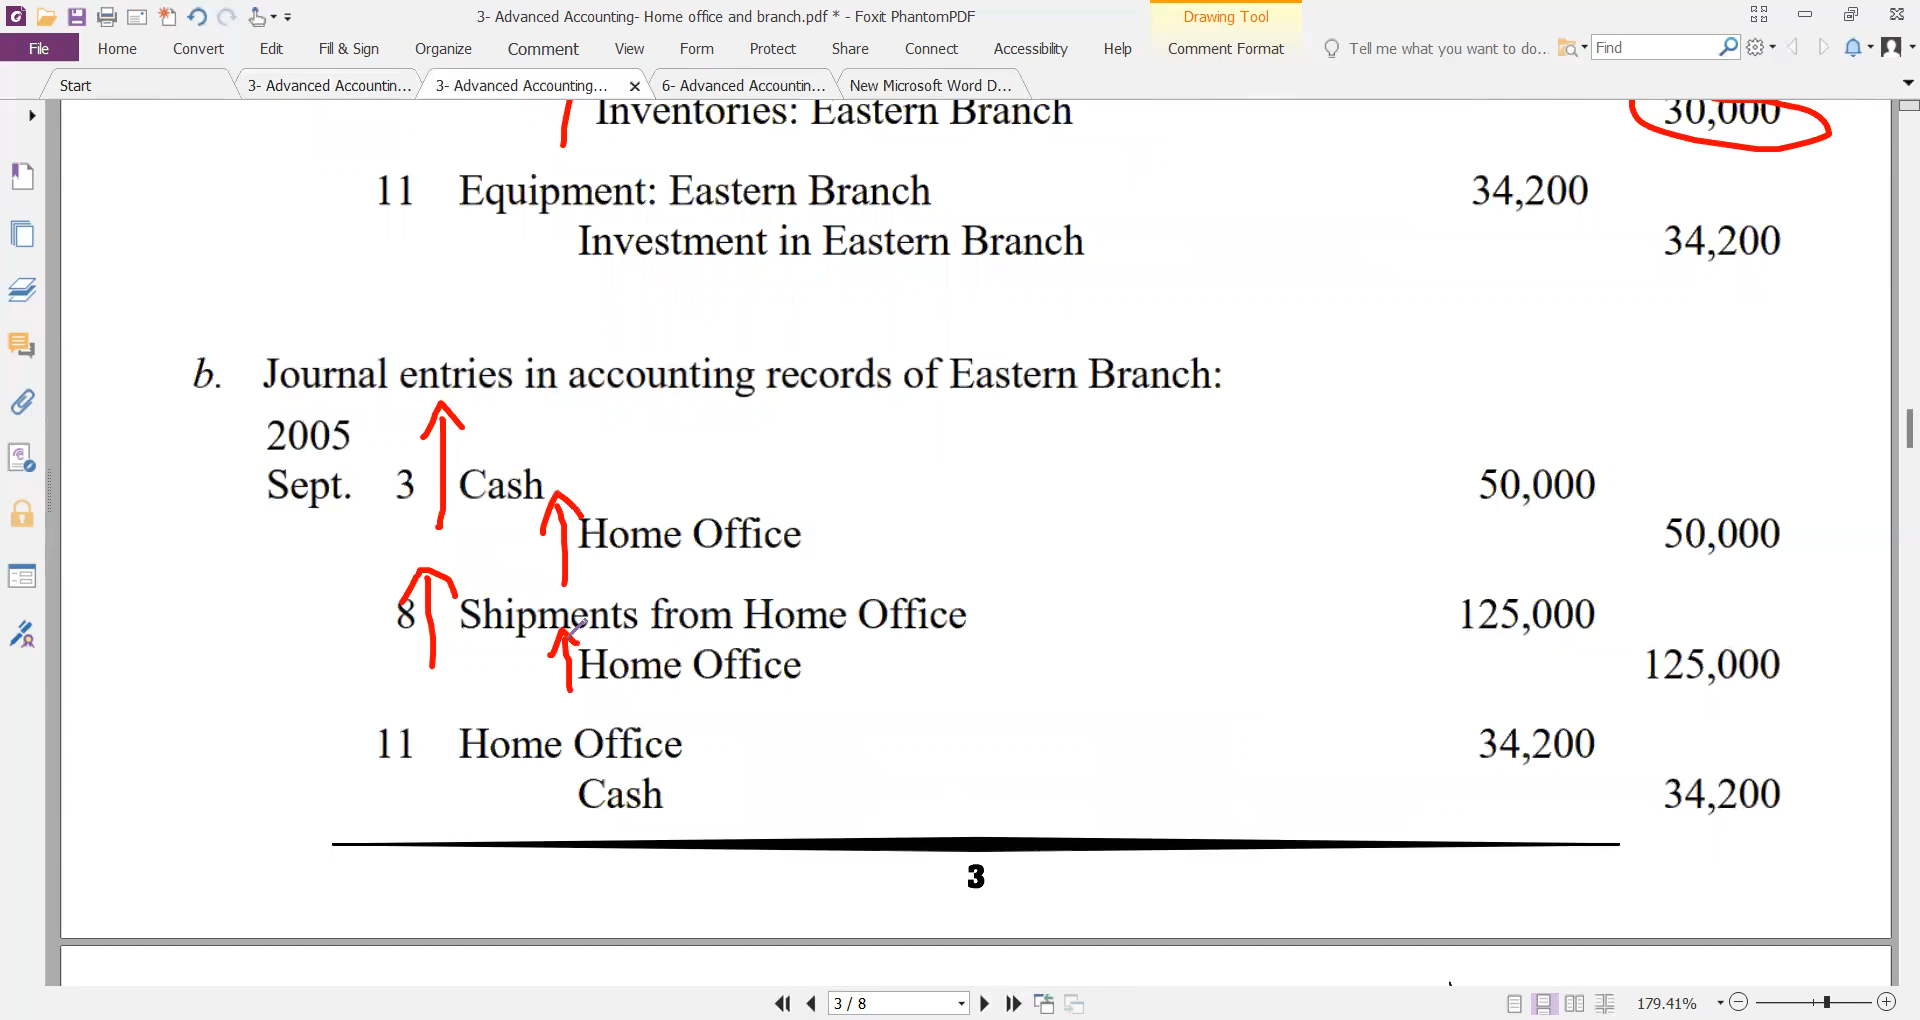 3- Advanced Accounting- Home office and branch.pdf * - Foxit PhantomPDF
Drawing Tool
File Home Convert Edit Fill & Sign Organize Comment View Form Protect Share Connect Accessibility Help Comment Format Tell me what you want to do... Find
Start 3- Advanced Accountin... 3- Advanced Accounting... 6- Advanced Accountin... New Microsoft Word D...
Inventories: Eastern Branch 30,000
11 Equipment: Eastern Branch 34,200
Investment in Eastern Branch 34,200
b. Journal entries in accounting records of Eastern Branch:
2005
Sept. 3 Cash 50,000
Home Office 50,000
8 Shipments from Home Office 125,000
Home Office 125,000
11 Home Office 34,200
Cash 34,200
3
3 / 8 179.41%